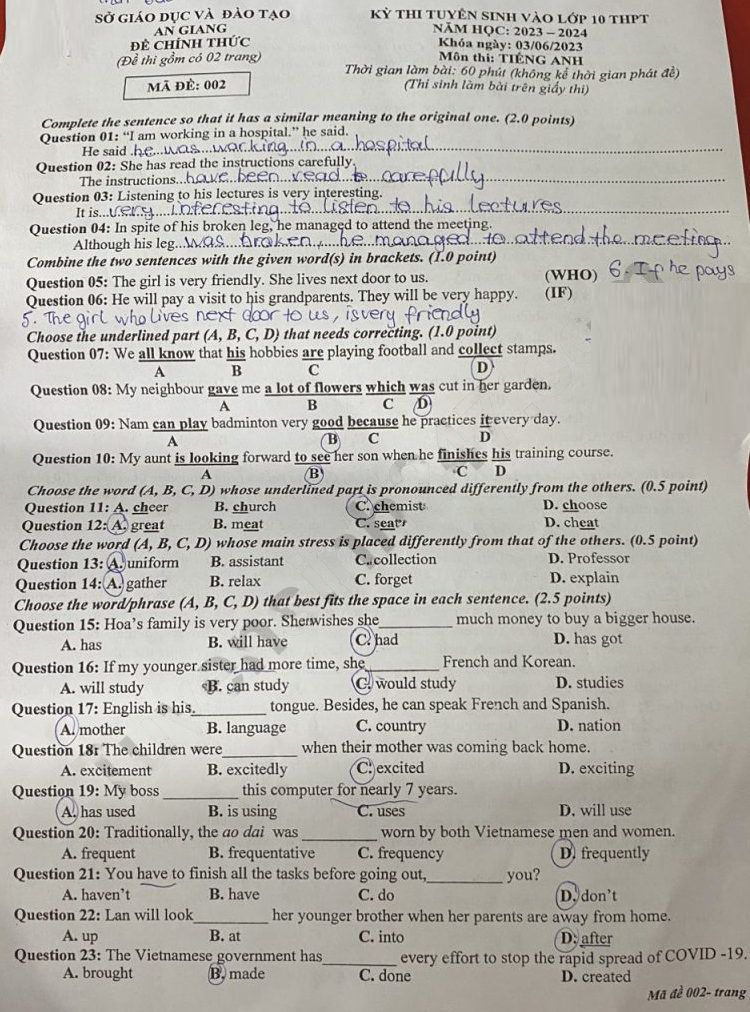 SỞ GIÁO DỤC VÀ ĐÀO TẠO
AN GIANG
ĐỀ CHÍNH THỨC
(Đề thi gồm có 02 trang)
MÃ ĐỀ: 002
KỲ THI TUYỂN SINH VÀO LỚP 10 THPT
NĂM HỌC: 2023 – 2024
Khóa ngày: 03/06/2023
Môn thi: TIẾNG ANH
Thời gian làm bài: 60 phút (không kể thời gian phát đề)
(Thí sinh làm bài trên giấy thi)
Complete the sentence so that it has a similar meaning to the original one. (2.0 points)
Question 01: “I am working in a hospital.” he said.
He said he was working in a hospital
Question 02: She has read the instructions carefully.
The instructions have been read carefully
Question 03: Listening to his lectures is very interesting.
It is very interesting to listen to his lectures
Question 04: In spite of his broken leg, he managed to attend the meeting.
Although his leg was broken, he managed to attend the meeting
Combine the two sentences with the given word(s) in brackets. (1.0 point)
Question 05: The girl is very friendly. She lives next door to us. (WHO) 6. If he pays
Question 06: He will pay a visit to his grandparents. They will be very happy. (IF)
5. The girl who lives next door to us, is very friendly
Choose the underlined part (A, B, C, D) that needs correcting. (1.0 point)
Question 07: We all know that his hobbies are playing football and collect stamps.
A B C D
Question 08: My neighbour gave me a lot of flowers which was cut in her garden.
A B C D
Question 09: Nam can play badminton very good because he practices it every day.
A B C D
Question 10: My aunt is looking forward to see her son when he finishes his training course.
A B C D
Choose the word (A, B, C, D) whose underlined part is pronounced differently from the others. (0.5 point)
Question 11: A. cheer B. church C. chemist D. choose
Question 12: A. great B. meat C. seat D. cheat
Choose the word (A, B, C, D) whose main stress is placed differently from that of the others. (0.5 point)
Question 13: A. uniform B. assistant C. collection D. Professor
Question 14: A. gather B. relax C. forget D. explain
Choose the word/phrase (A, B, C, D) that best fits the space in each sentence. (2.5 points)
Question 15: Hoa’s family is very poor. She wishes she________ much money to buy a bigger house.
A. has B. will have C. had D. has got
Question 16: If my younger sister had more time, she________ French and Korean.
A. will study B. can study C. would study D. studies
Question 17: English is his________ tongue. Besides, he can speak French and Spanish.
A. mother B. language C. country D. nation
Question 18: The children were________ when their mother was coming back home.
A. excitement B. excitedly C. excited D. exciting
Question 19: My boss ________ this computer for nearly 7 years.
A. has used B. is using C. uses D. will use
Question 20: Traditionally, the ao dai was ________ worn by both Vietnamese men and women.
A. frequent B. frequentative C. frequency D. frequently
Question 21: You have to finish all the tasks before going out,________ you?
A. haven’t B. have C. do D. don’t
Question 22: Lan will look________ her younger brother when her parents are away from home.
A. up B. at C. into D. after
Question 23: The Vietnamese government has________ every effort to stop the rapid spread of COVID -19.
A. brought B. made C. done D. created
Mã đề 002- trang